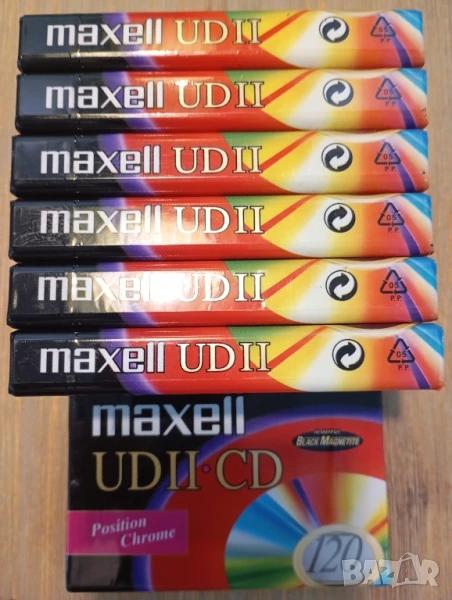 maxell UDII
05
P.P.
maxell UDII
05
P.P.
maxell UDII
05
P.P.
maxell UDII
05
P.P.
maxell UDII
05
P.P.
maxell UDII
05
P.P.
maxell
BLACK MAGNETITE
UDII·CD
Position
Chrome
120
BAZAR